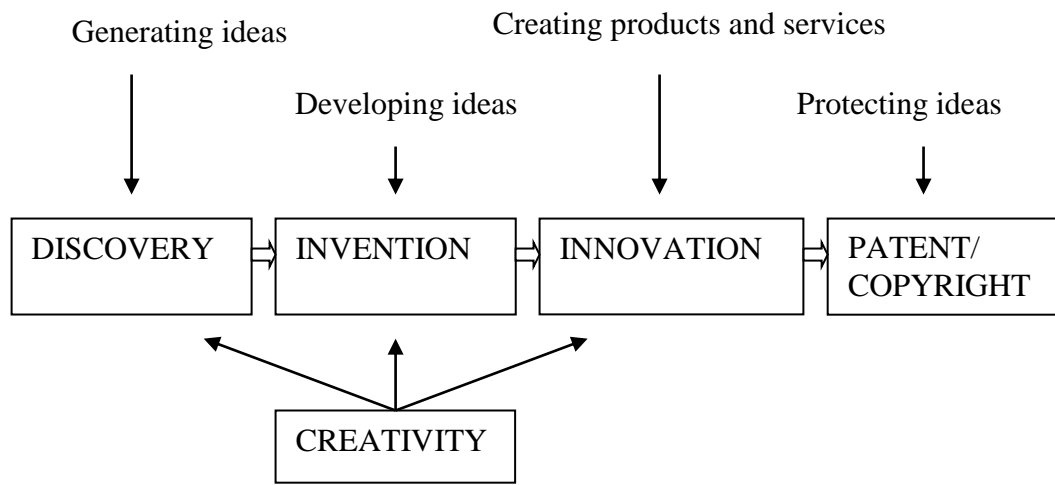 Generating ideas
Creating products and services
Developing ideas
Protecting ideas
DISCOVERY
INVENTION
INNOVATION
PATENT/
COPYRIGHT
CREATIVITY